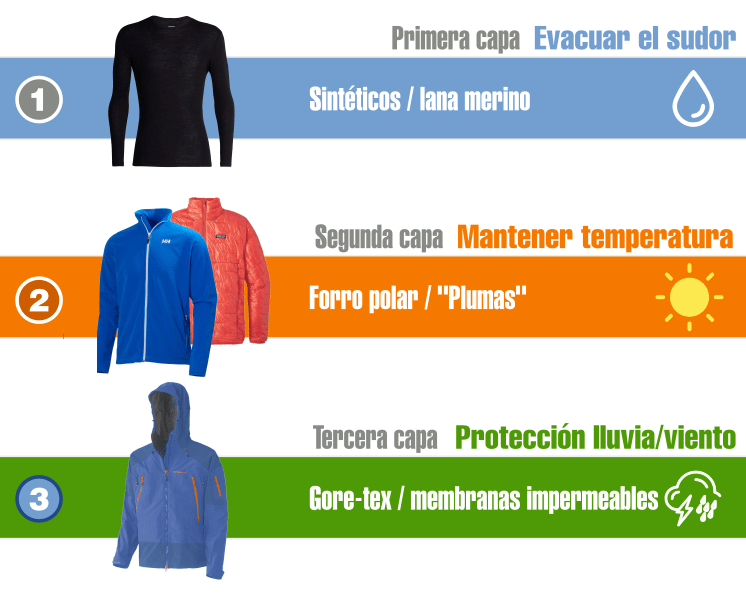 Primera capa Evacuar el sudor
1
Sintéticos / lana merino
Segunda capa Mantener temperatura
HH
2
Forro polar / "Plumas"
Tercera capa Protección lluvia/viento
3
Gore-tex / membranas impermeables